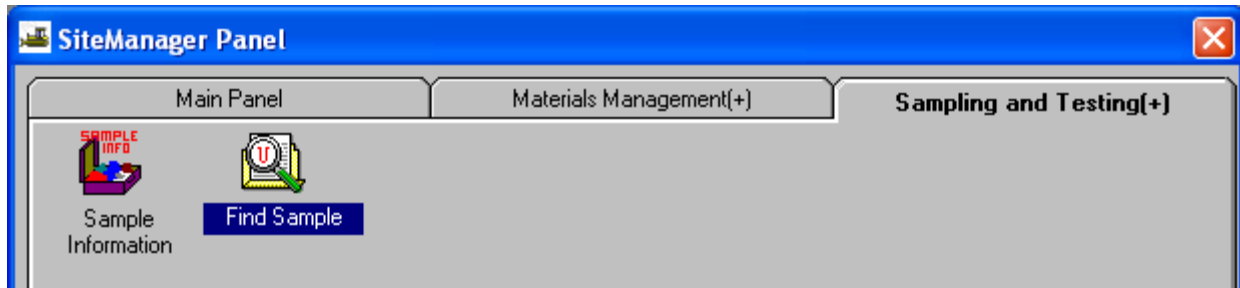 SiteManager Panel
Main Panel
Materials Management(+)
Sampling and Testing(+)
SAMPLE
INFO
U
Sample
Information
Find Sample